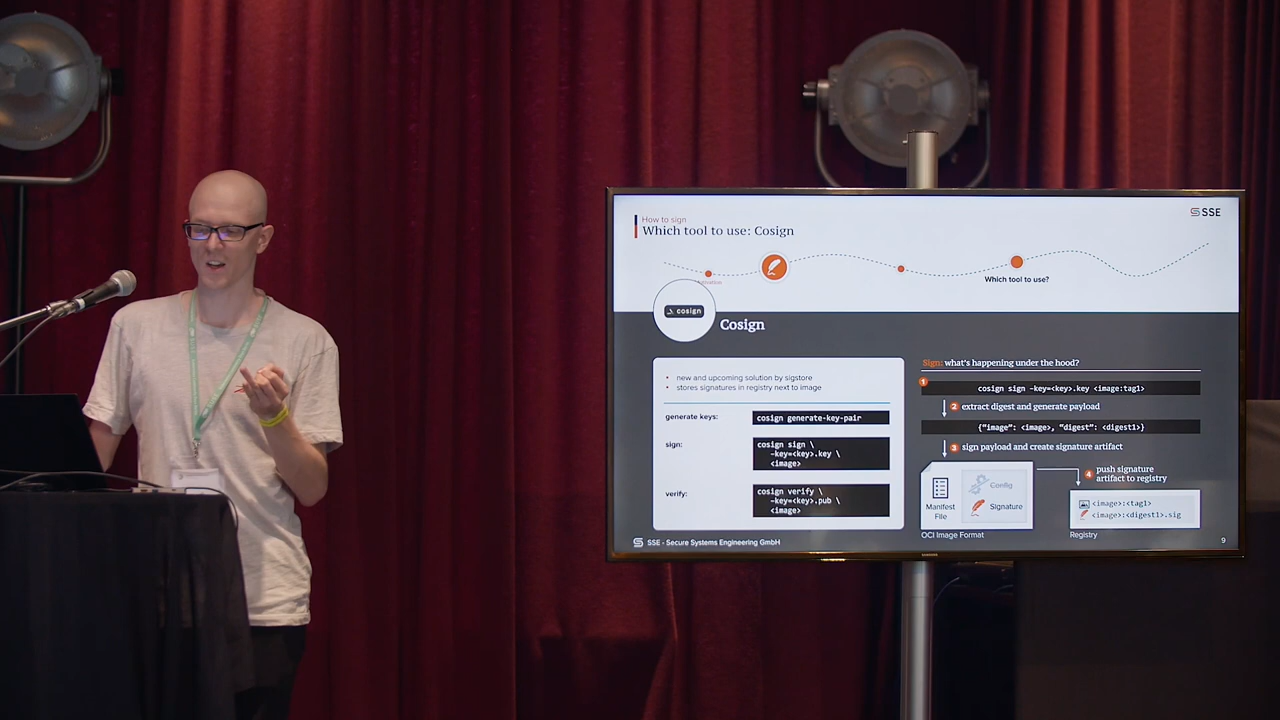 How to sign
Which tool to use: Cosign
SSE
Which tool to use?
cosign
Cosign
• new and upcoming solution by sigstore
• stores signatures in registry next to image
generate keys:
cosign generate-key-pair
sign:
cosign sign \
-key=<key>.key \
<image>
verify:
cosign verify \
-key=<key>.pub \
<image>
Sign: what's happening under the hood?
1
cosign sign -key=<key>.key <image:tag1>
2 extract digest and generate payload
{"image": <image>, "digest": <digest1>}
3 sign payload and create signature artifact
Manifest
File
Config
Signature
OCI Image Format
4 push signature
artifact to registry
<image>:<tag1>
<image>:<digest1>.sig
Registry
SSE - Secure Systems Engineering GmbH
9